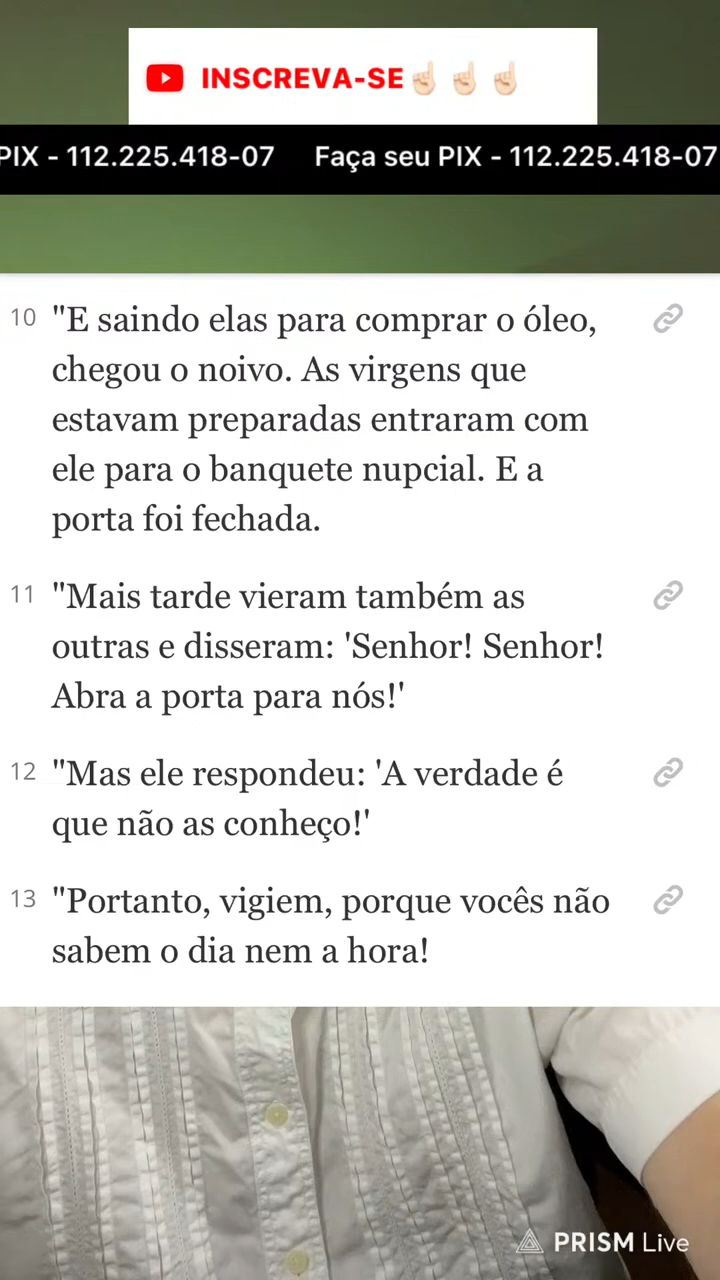 INSCREVA-SE☝🏻☝🏻☝🏻
PIX - 112.225.418-07 Faça seu PIX - 112.225.418-07
10 "E saindo elas para comprar o óleo,
chegou o noivo. As virgens que
estavam preparadas entraram com
ele para o banquete nupcial. E a
porta foi fechada.
11 "Mais tarde vieram também as
outras e disseram: 'Senhor! Senhor!
Abra a porta para nós!'
12 "Mas ele respondeu: 'A verdade é
que não as conheço!'
13 "Portanto, vigiem, porque vocês não
sabem o dia nem a hora!
PRISM Live